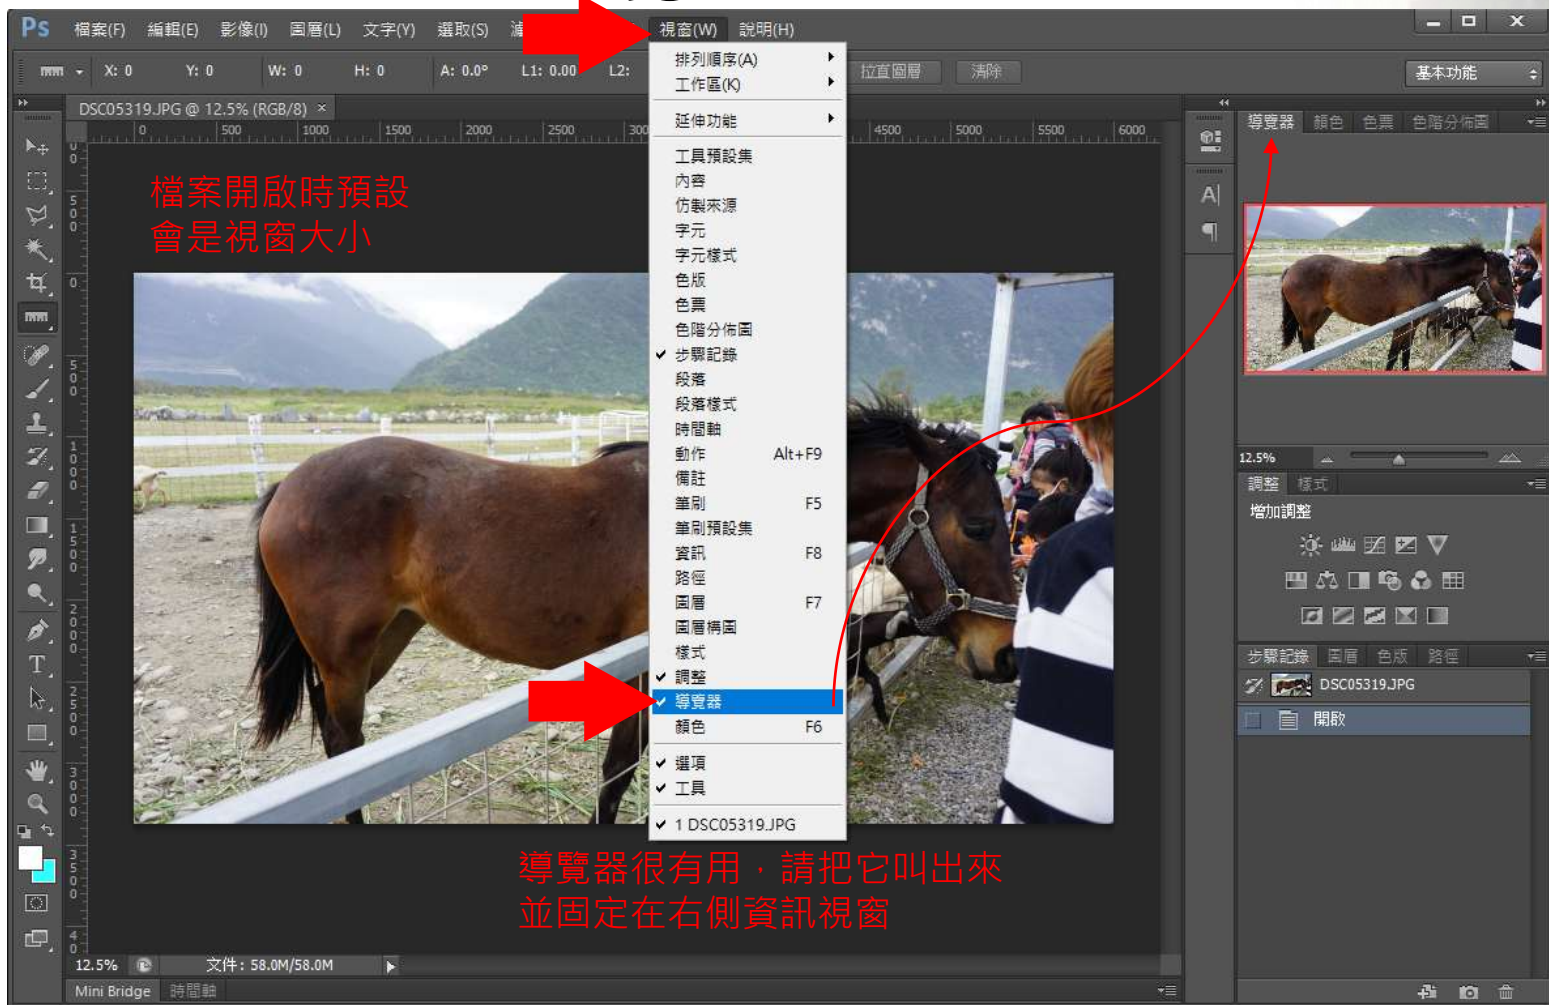 Ps 檔案(F) 編輯(E) 影像(I) 圖層(L) 文字(Y) 選取(S) 視窗(W) 說明(H)
X: 0 Y: 0 W: 0 H: 0 A: 0.0° L1: 0.00 L2: 拉直圖層 清除 基本功能
DSC05319.JPG @ 12.5% (RGB/8) ×
0 500 1000 1500 2000 2500 4500 5000 5500 6000
排列順序(A)
工作區(K)
延伸功能
工具預設集
內容
仿製來源
字元
字元樣式
色版
色票
色階分佈圖
步驟記錄
段落
段落樣式
時間軸
動作 Alt+F9
備註
筆刷 F5
筆刷預設集
資訊 F8
路徑
圖層 F7
圖層構圖
樣式
調整
導覽器
顏色 F6
選項
工具
1 DSC05319.JPG
檔案開啟時預設
會是視窗大小
導覽器很有用，請把它叫出來
並固定在右側資訊視窗
導覽器 顏色 色票 色階分佈圖
12.5%
調整 樣式
增加調整
步驟記錄 圖層 色版 路徑
DSC05319.JPG
開啟
12.5% 文件: 58.0M/58.0M
Mini Bridge 時間軸